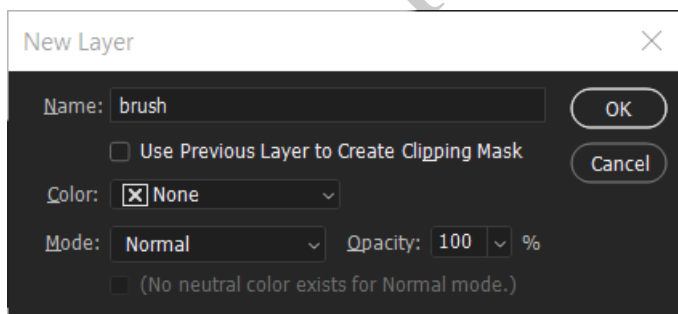 New Layer
Name: brush
OK
Use Previous Layer to Create Clipping Mask
Cancel
Color: None
Mode: Normal Opacity: 100 %
(No neutral color exists for Normal mode.)